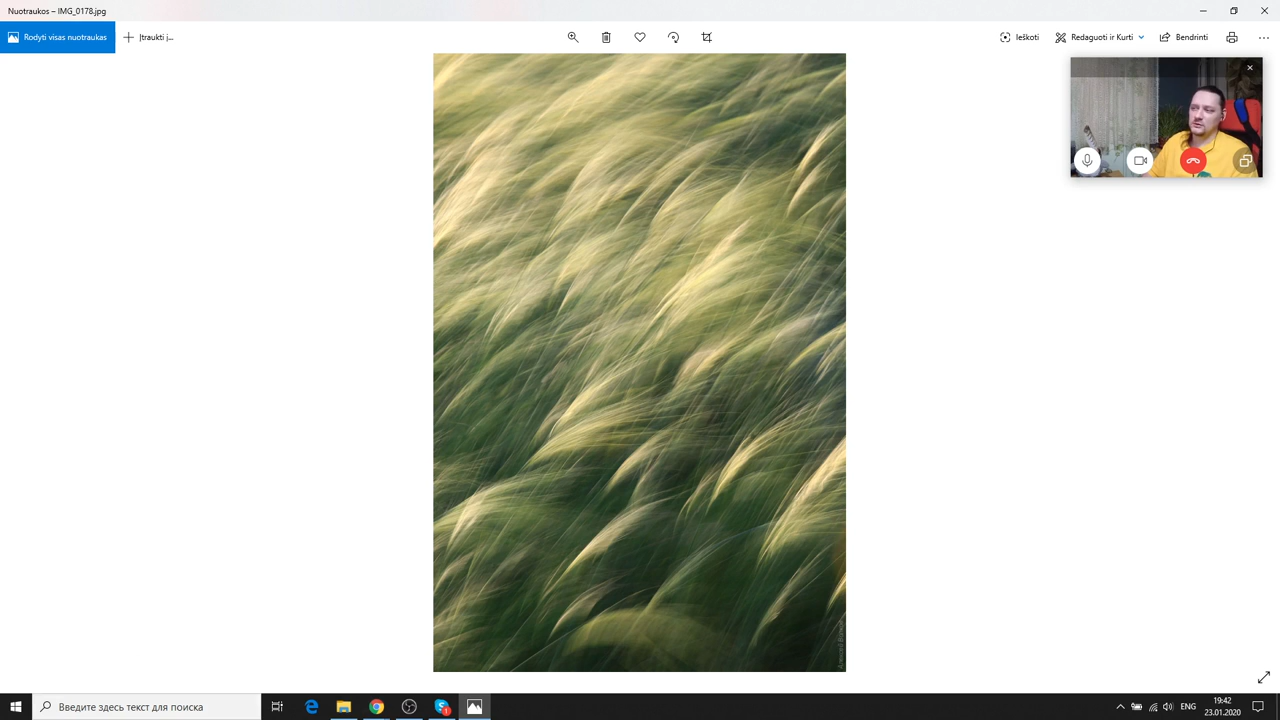 Nuotraukos – IMG_0178.jpg
Rodyti visas nuotraukas
Įtraukti į...
Ieškoti
Redaguoti ir Kurti
Bendrinti
Введите здесь текст для поиска
1
ENG
19:42
23.01.2020